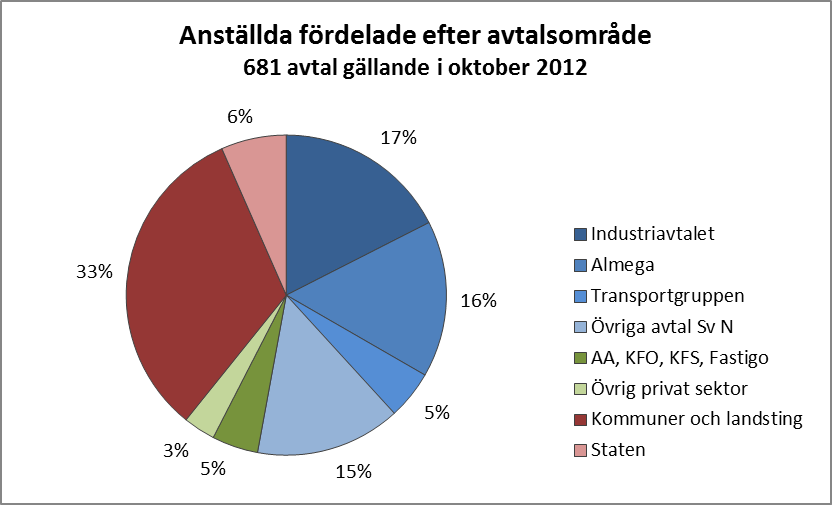 Anställda fördelade efter avtalsområde
681 avtal gällande i oktober 2012
6%
17%
33%
16%
5%
3%
5%
15%
Industriavtalet
Almega
Transportgruppen
Övriga avtal Sv N
AA, KFO, KFS, Fastigo
Övrig privat sektor
Kommuner och landsting
Staten